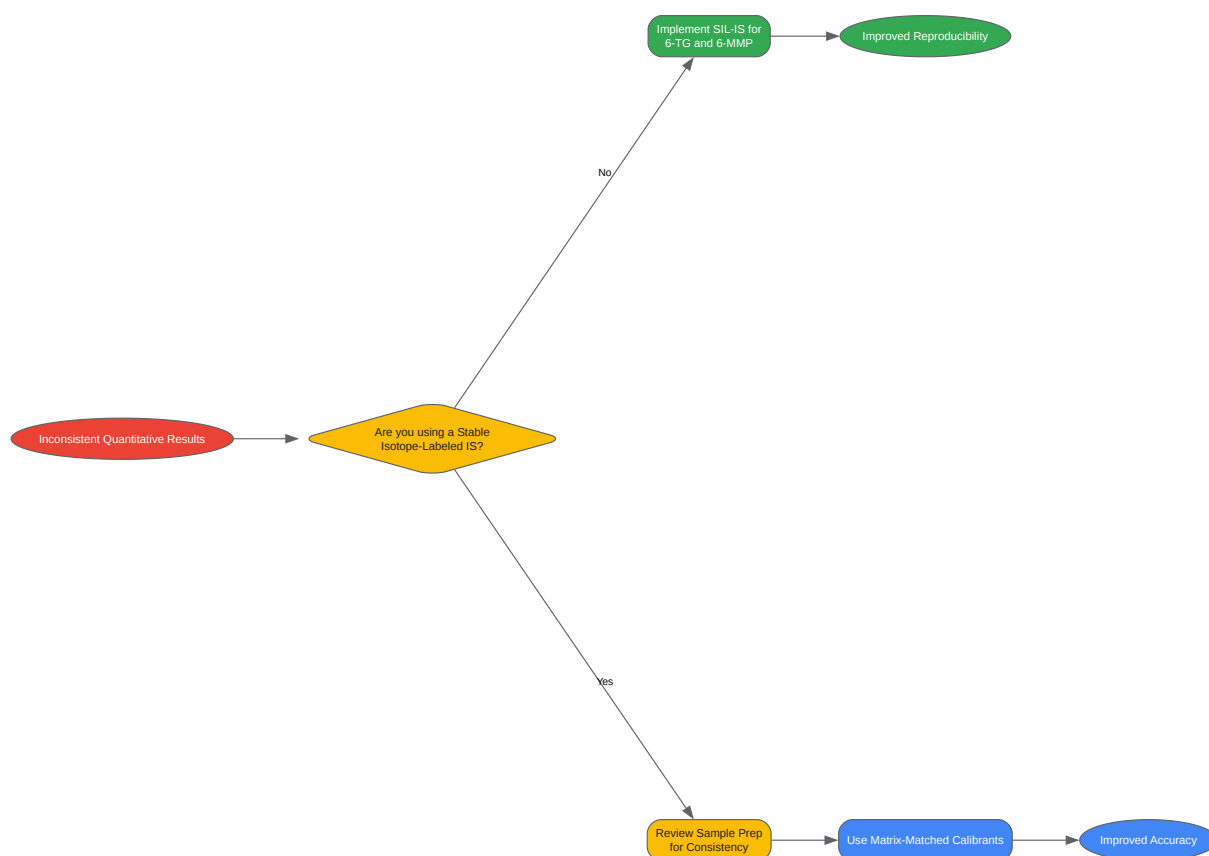 Implement SIL-IS for
6-TG and 6-MMP
Improved Reproducibility
No
Inconsistent Quantitative Results
Are you using a Stable
Isotope-Labeled IS?
Yes
Review Sample Prep
for Consistency
Use Matrix-Matched Calibrants
Improved Accuracy